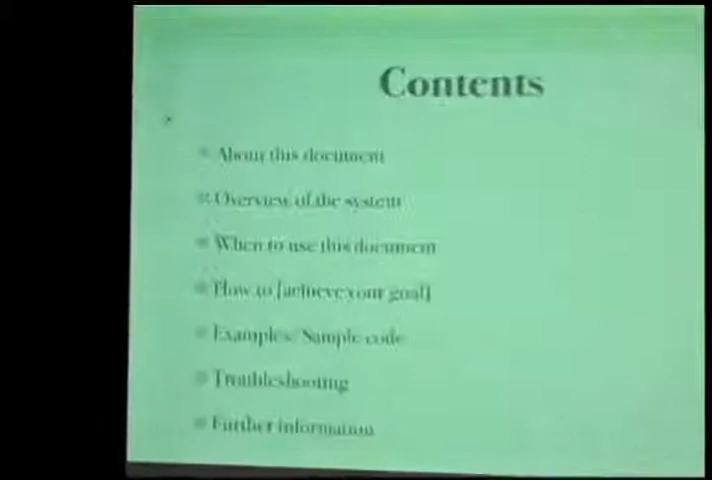 Contents
About this document
Overview of the system
When to use this document
How to [achieve your goal]
Examples/Sample code
Troubleshooting
Further information